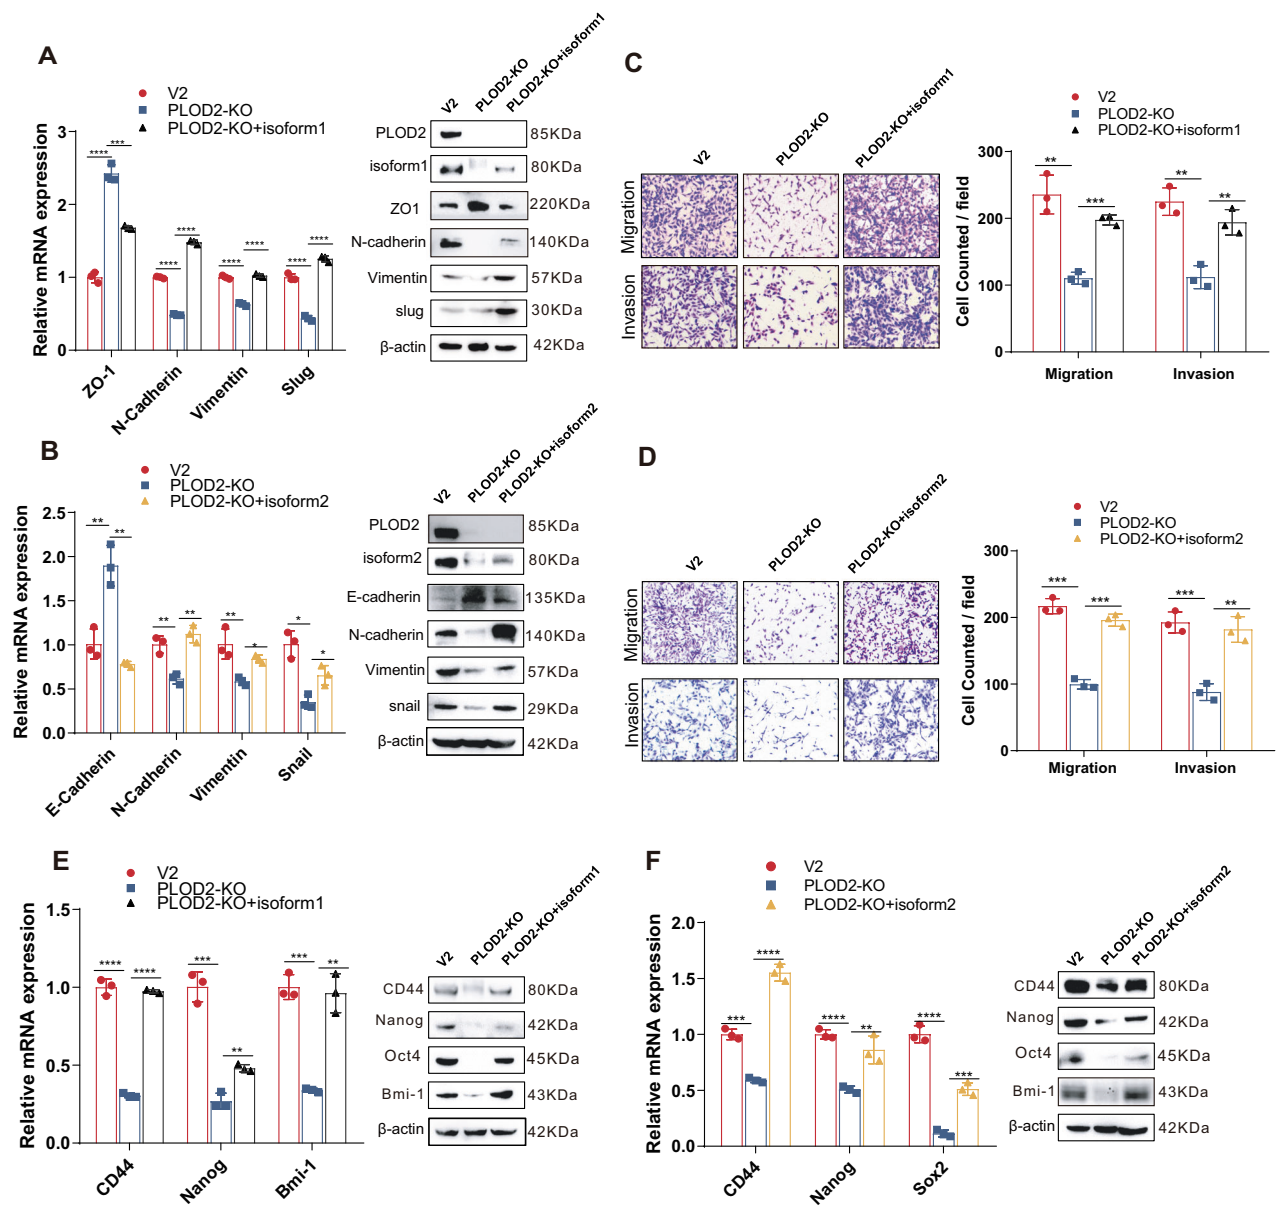 A
V2
PLOD2-KO
PLOD2-KO+isoform1
Relative mRNA expression
3
2
1
0
**** ***
**** ****
**** ****
**** ****
ZO-1
N-Cadherin
Vimentin
Slug
V2
PLOD2-KO
PLOD2-KO+isoform1
PLOD2 85KDa
isoform1 80KDa
ZO1 220KDa
N-cadherin 140KDa
Vimentin 57KDa
slug 30KDa
β-actin 42KDa
C
V2
PLOD2-KO
PLOD2-KO+isoform1
Migration
Invasion
V2
PLOD2-KO
PLOD2-KO+isoform1
Cell Counted / field
300
200
100
0
** ***
** **
Migration Invasion
B
V2
PLOD2-KO
PLOD2-KO+isoform2
Relative mRNA expression
2.5
2.0
1.5
1.0
0.5
0.0
** **
** **
** *
* *
E-Cadherin
N-Cadherin
Vimentin
Snail
V2
PLOD2-KO
PLOD2-KO+isoform2
PLOD2 85KDa
isoform2 80KDa
E-cadherin 135KDa
N-cadherin 140KDa
Vimentin 57KDa
snail 29KDa
β-actin 42KDa
D
V2
PLOD2-KO
PLOD2-KO+isoform2
Migration
Invasion
V2
PLOD2-KO
PLOD2-KO+isoform2
Cell Counted / field
300
200
100
0
*** ***
*** **
Migration Invasion
E
V2
PLOD2-KO
PLOD2-KO+isoform1
Relative mRNA expression
1.5
1.0
0.5
0.0
**** ****
*** **
*** **
CD44
Nanog
Bmi-1
V2
PLOD2-KO
PLOD2-KO+isoform1
CD44 80KDa
Nanog 42KDa
Oct4 45KDa
Bmi-1 43KDa
β-actin 42KDa
F
V2
PLOD2-KO
PLOD2-KO+isoform2
Relative mRNA expression
2.0
1.5
1.0
0.5
0.0
*** ****
**** **
**** ***
CD44
Nanog
Sox2
V2
PLOD2-KO
PLOD2-KO+isoform2
CD44 80KDa
Nanog 42KDa
Oct4 45KDa
Bmi-1 43KDa
β-actin 42KDa